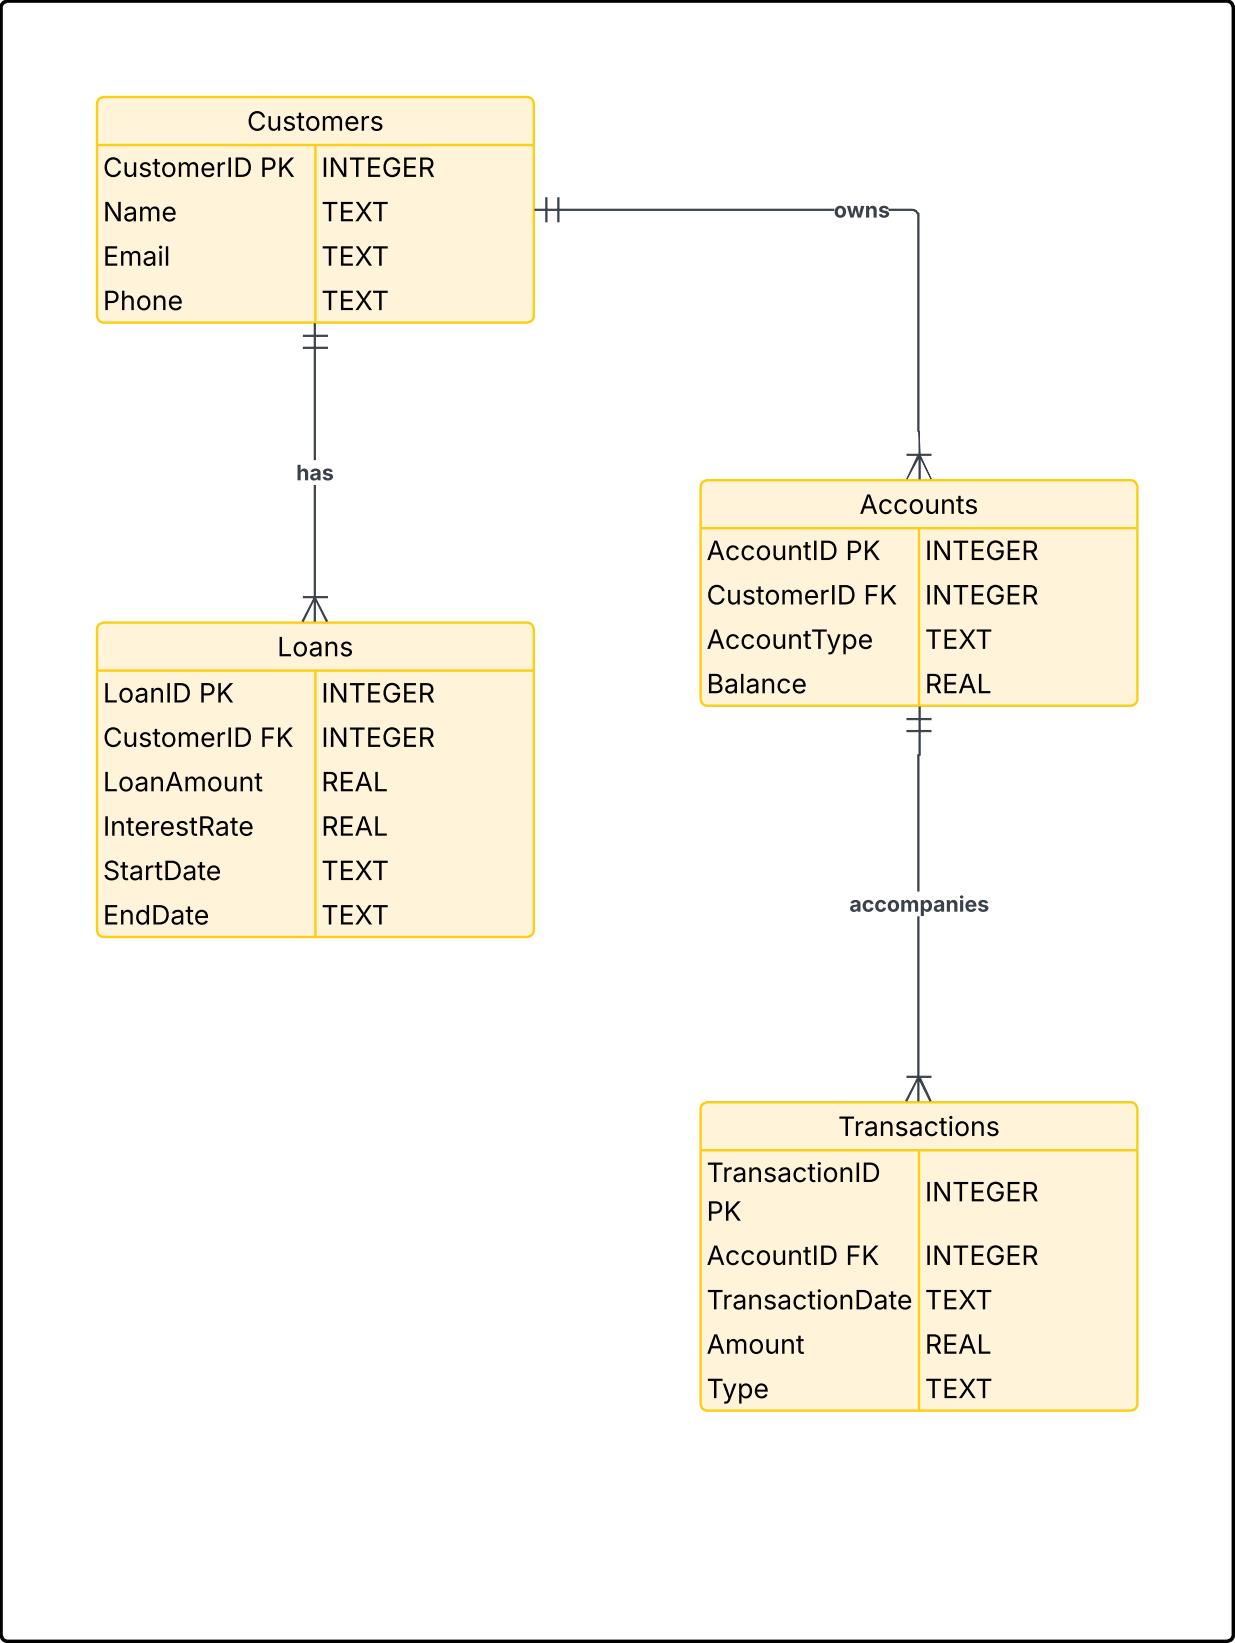 Customers
CustomerID PK INTEGER
Name TEXT
Email TEXT
Phone TEXT
owns
has
Accounts
AccountID PK INTEGER
CustomerID FK INTEGER
AccountType TEXT
Balance REAL
Loans
LoanID PK INTEGER
CustomerID FK INTEGER
LoanAmount REAL
InterestRate REAL
StartDate TEXT
EndDate TEXT
accompanies
Transactions
TransactionID
PK INTEGER
AccountID FK INTEGER
TransactionDate TEXT
Amount REAL
Type TEXT